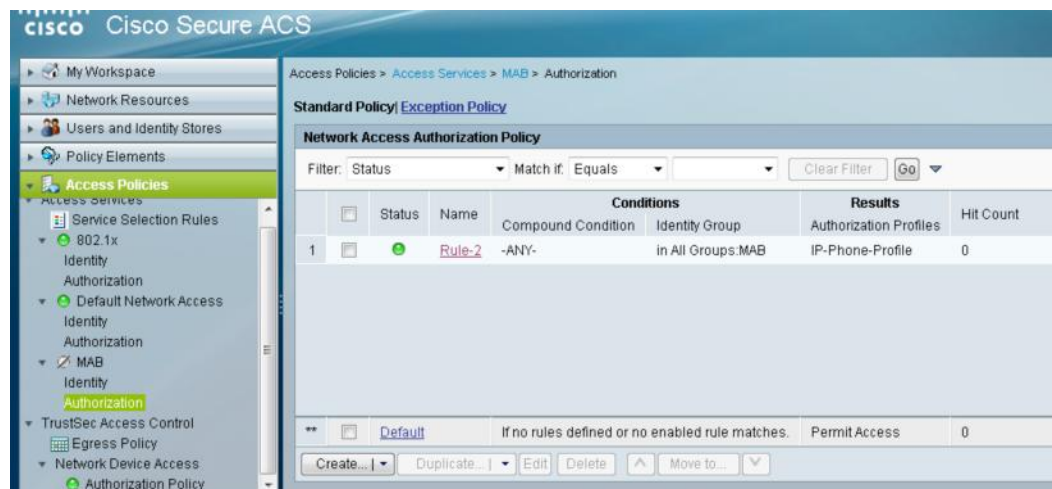 CISCO Cisco Secure ACS
My Workspace
Network Resources
Users and Identity Stores
Policy Elements
Access Policies
Access Services
Service Selection Rules
802.1x
Identity
Authorization
Default Network Access
Identity
Authorization
MAB
Identity
Authorization
TrustSec Access Control
Egress Policy
Network Device Access
Authorization Policy
Access Policies > Access Services > MAB > Authorization
Standard Policy| Exception Policy
Network Access Authorization Policy
Filter: Status Match if: Equals Clear Filter Go
Conditions Results
Status Name Compound Condition Identity Group Authorization Profiles Hit Count
1 Rule-2 -ANY- in All Groups:MAB IP-Phone-Profile 0
** Default If no rules defined or no enabled rule matches. Permit Access 0
Create... | Duplicate... | Edit Delete Move to...